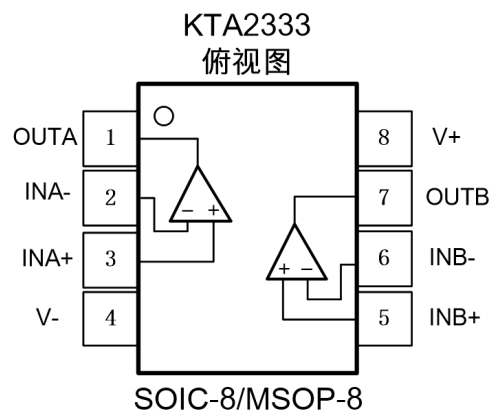 KTA2333
俯视图
OUTA 1 8 V+
INA- 2 7 OUTB
INA+ 3 6 INB-
V- 4 5 INB+
- +
+ -
SOIC-8/MSOP-8